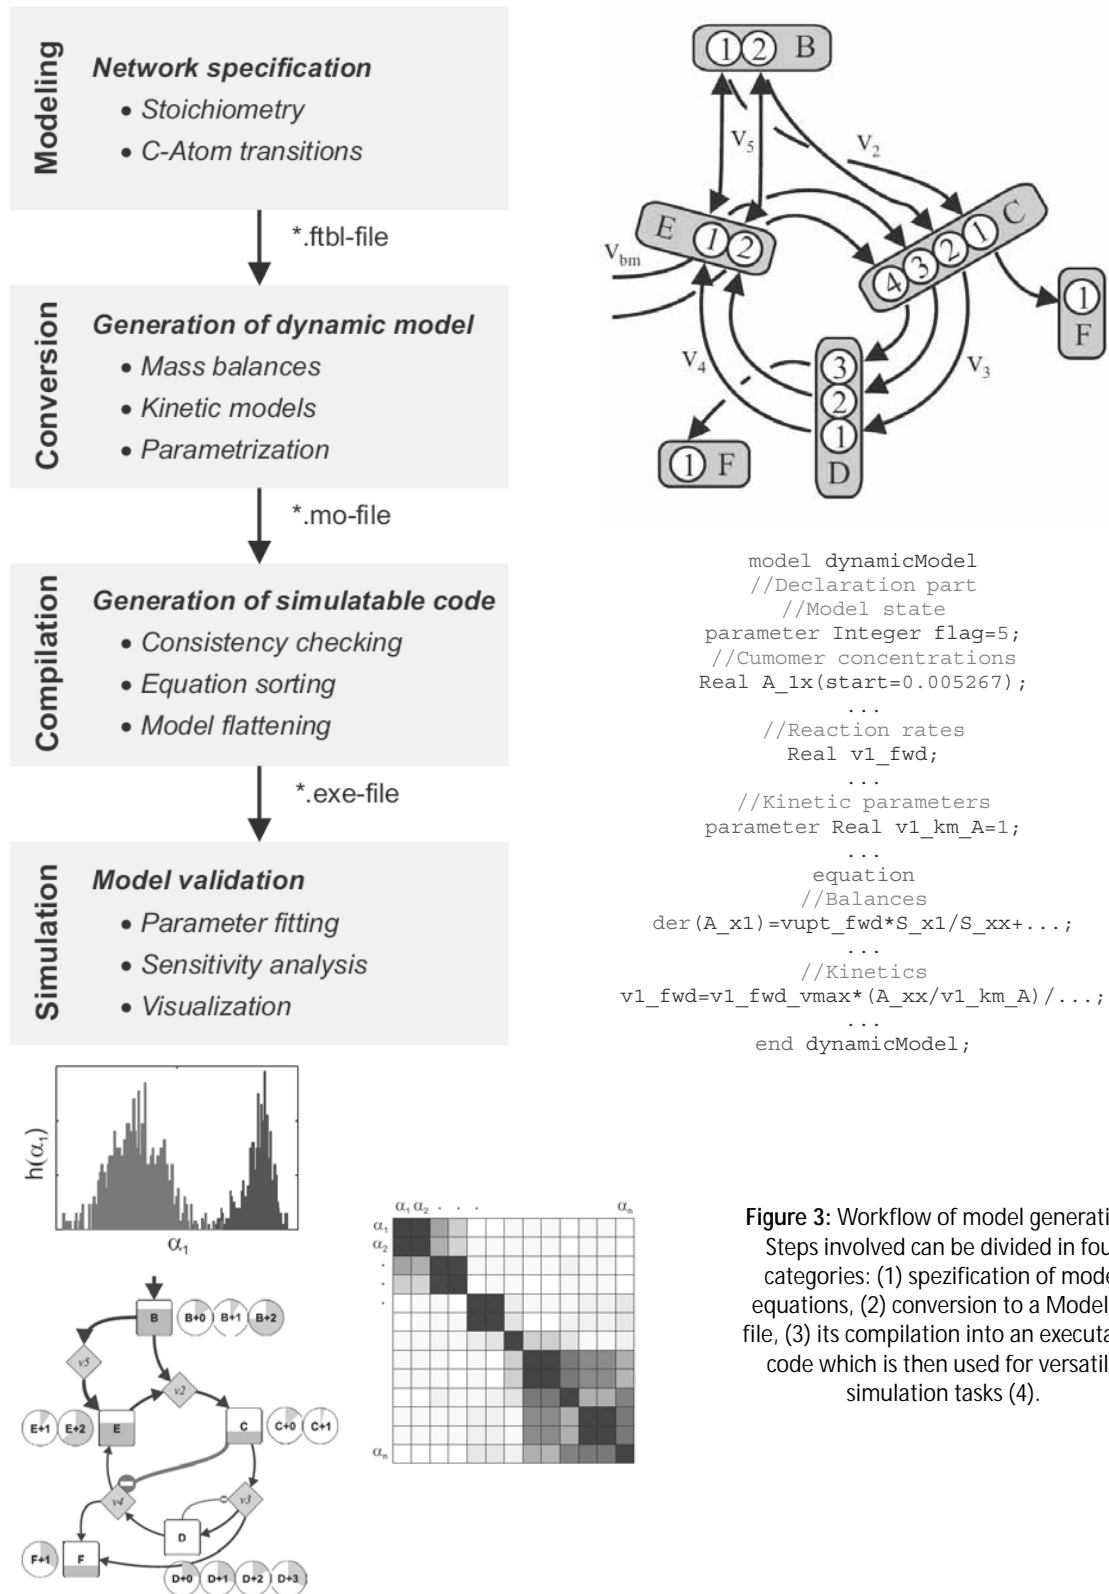 Modeling
Network specification
• Stoichiometry
• C-Atom transitions
*.ftbl-file
Conversion
Generation of dynamic model
• Mass balances
• Kinetic models
• Parametrization
*.mo-file
Compilation
Generation of simulatable code
• Consistency checking
• Equation sorting
• Model flattening
*.exe-file
Simulation
Model validation
• Parameter fitting
• Sensitivity analysis
• Visualization
1 2 B
v5
v2
E 1 2
4 3 2 1 C
vbm
1
F
v4
v3
3
2
1
D
1 F
model dynamicModel
//Declaration part
//Model state
parameter Integer flag=5;
//Cumomer concentrations
Real A_1x(start=0.005267);
...
//Reaction rates
Real v1_fwd;
...
//Kinetic parameters
parameter Real v1_km_A=1;
...
equation
//Balances
der(A_x1)=vupt_fwd*S_x1/S_xx+...;
...
//Kinetics
v1_fwd=v1_fwd_vmax*(A_xx/v1_km_A)/...;
...
end dynamicModel;
h(α1)
α1
α1 α2 . . . αn
α1
α2
.
.
.
αn
B B+0 B+1 B+2
v5
v2
E+1 E+2 E C C+0 C+1
v4 v3
D
F+1 F
D+0 D+1 D+2 D+3
Figure 3: Workflow of model generati
Steps involved can be divided in fou
categories: (1) spezification of mode
equations, (2) conversion to a Model
file, (3) its compilation into an executa
code which is then used for versatil
simulation tasks (4).